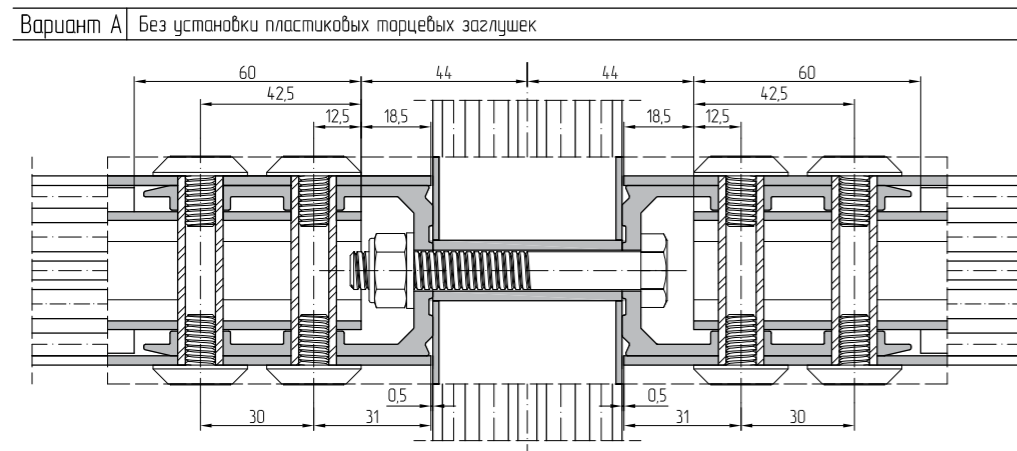 Вариант А Без установки пластиковых торцевых заглушек
60 44 44 60
42,5 42,5
12,5 18,5 18,5 12,5
0,5 0,5
30 31 31 30